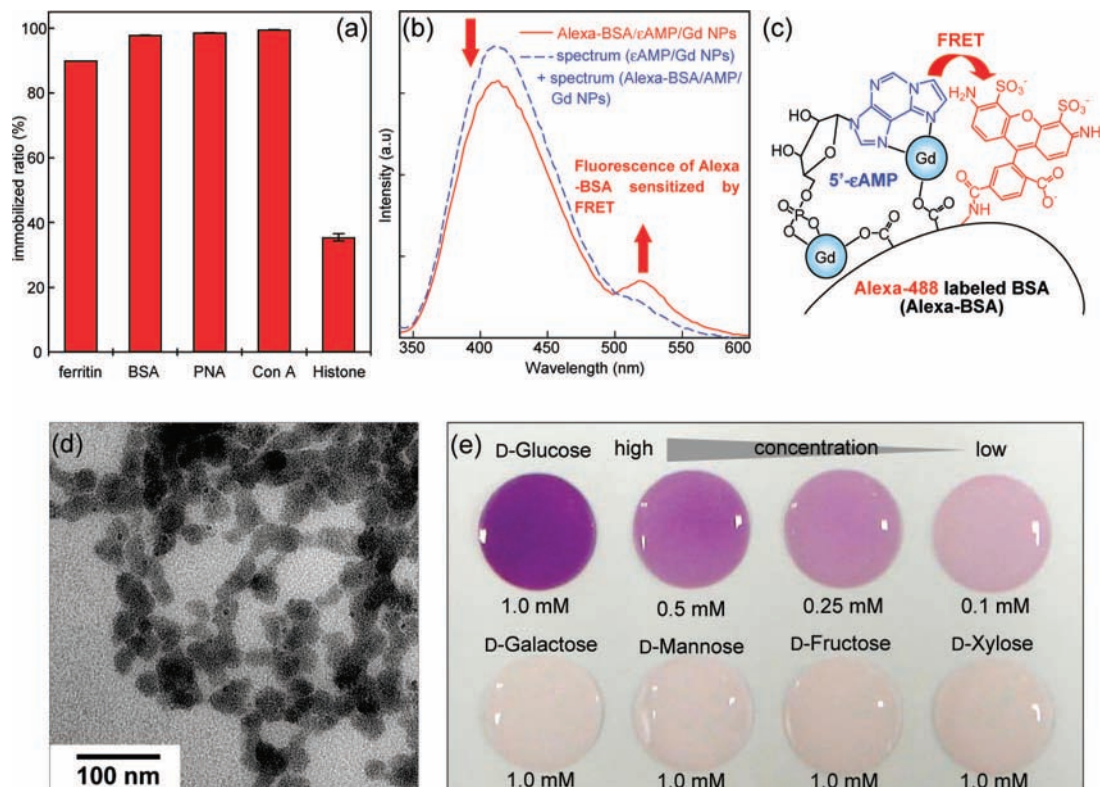 (a)
immobilized ratio (%)
100
80
60
40
20
0
ferritin BSA PNA Con A Histone
(b)
Alexa-BSA/εAMP/Gd NPs
spectrum (εAMP/Gd NPs)
+ spectrum (Alexa-BSA/AMP/
Gd NPs)
Fluorescence of Alexa
-BSA sensitized by
FRET
Intensity (a.u)
350 400 450 500 550 600
Wavelength (nm)
(c)
FRET
H₂N SO₃⁻
O SO₃⁻
NH
N N
N N N
HO
HO O
5'-εAMP
Gd
O
O P O
O O
O C O
O C O
O C
NH
CO₂⁻
Gd
Alexa-488 labeled BSA
(Alexa-BSA)
(d)
100 nm
(e)
D-Glucose high concentration low
1.0 mM 0.5 mM 0.25 mM 0.1 mM
D-Galactose D-Mannose D-Fructose D-Xylose
1.0 mM 1.0 mM 1.0 mM 1.0 mM